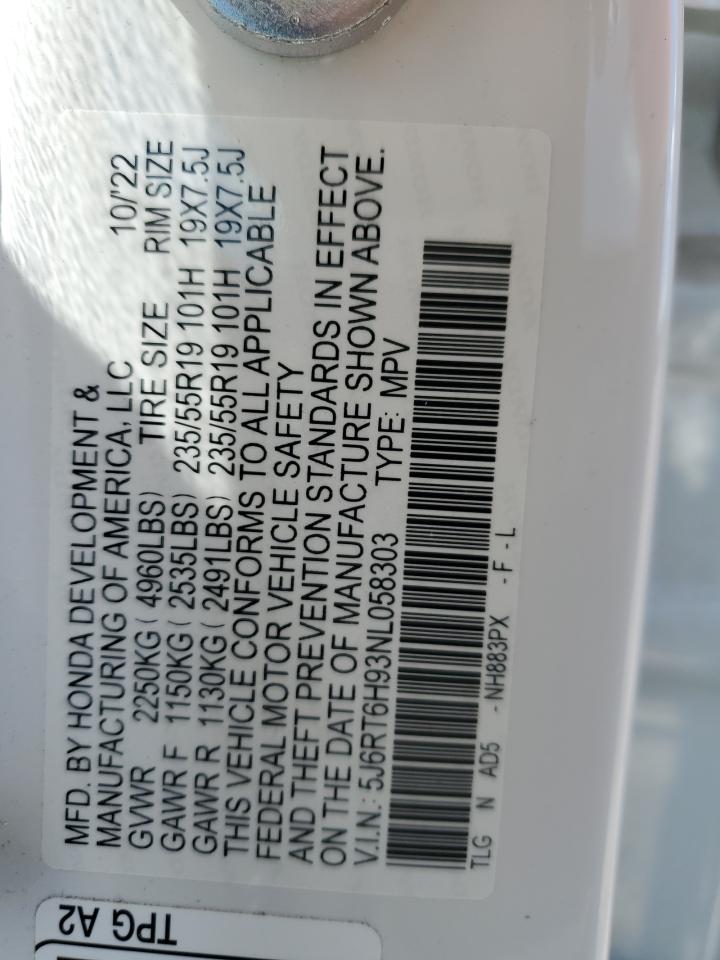 MFD. BY HONDA DEVELOPMENT &
MANUFACTURING OF AMERICA, LLC 10/'22
GVWR 2250KG ( 4960LBS) TIRE SIZE RIM SIZE
GAWR F 1150KG ( 2535LBS) 235/55R19 101H 19X7.5J
GAWR R 1130KG ( 2491LBS) 235/55R19 101H 19X7.5J
THIS VEHICLE CONFORMS TO ALL APPLICABLE
FEDERAL MOTOR VEHICLE SAFETY
AND THEFT PREVENTION STANDARDS IN EFFECT
ON THE DATE OF MANUFACTURE SHOWN ABOVE.
V.I.N.: 5J6RT6H93NL058303 TYPE: MPV
TLG N AD5 - NH883PX - F - L
TPG A2